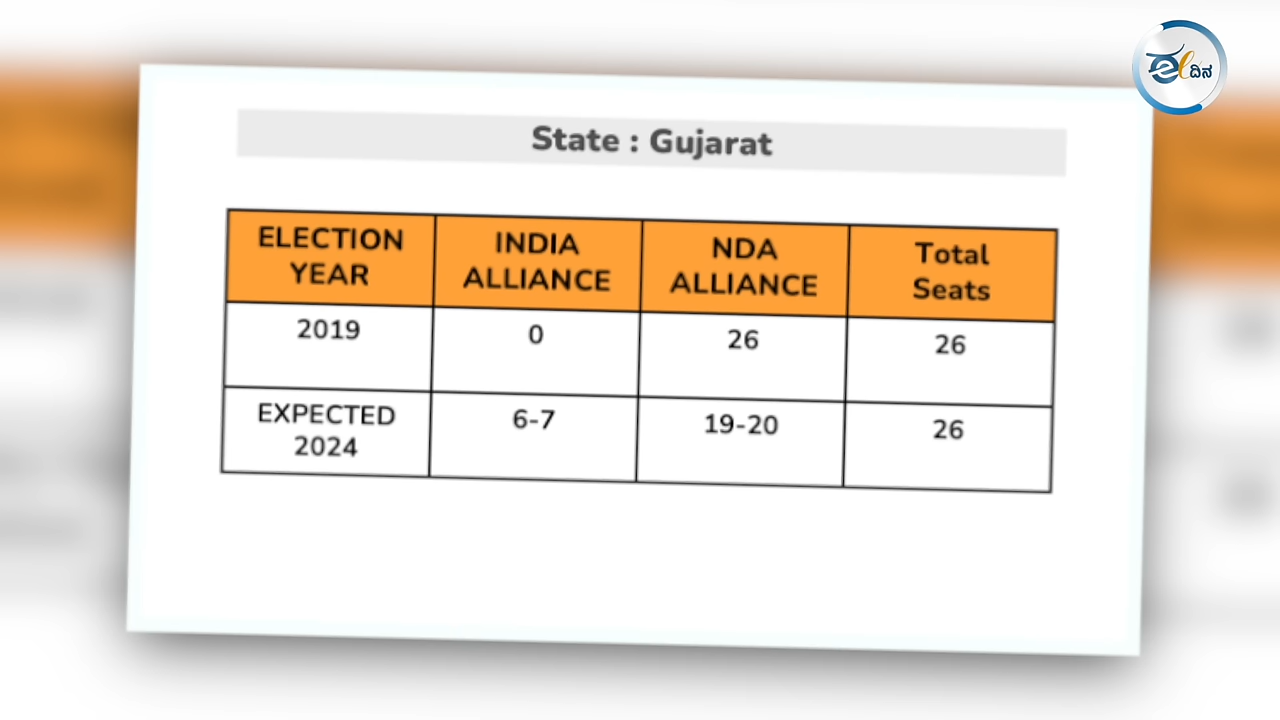 ಈದಿನ
State : Gujarat
ELECTION YEAR | INDIA ALLIANCE | NDA ALLIANCE | Total Seats
2019 | 0 | 26 | 26
EXPECTED 2024 | 6-7 | 19-20 | 26